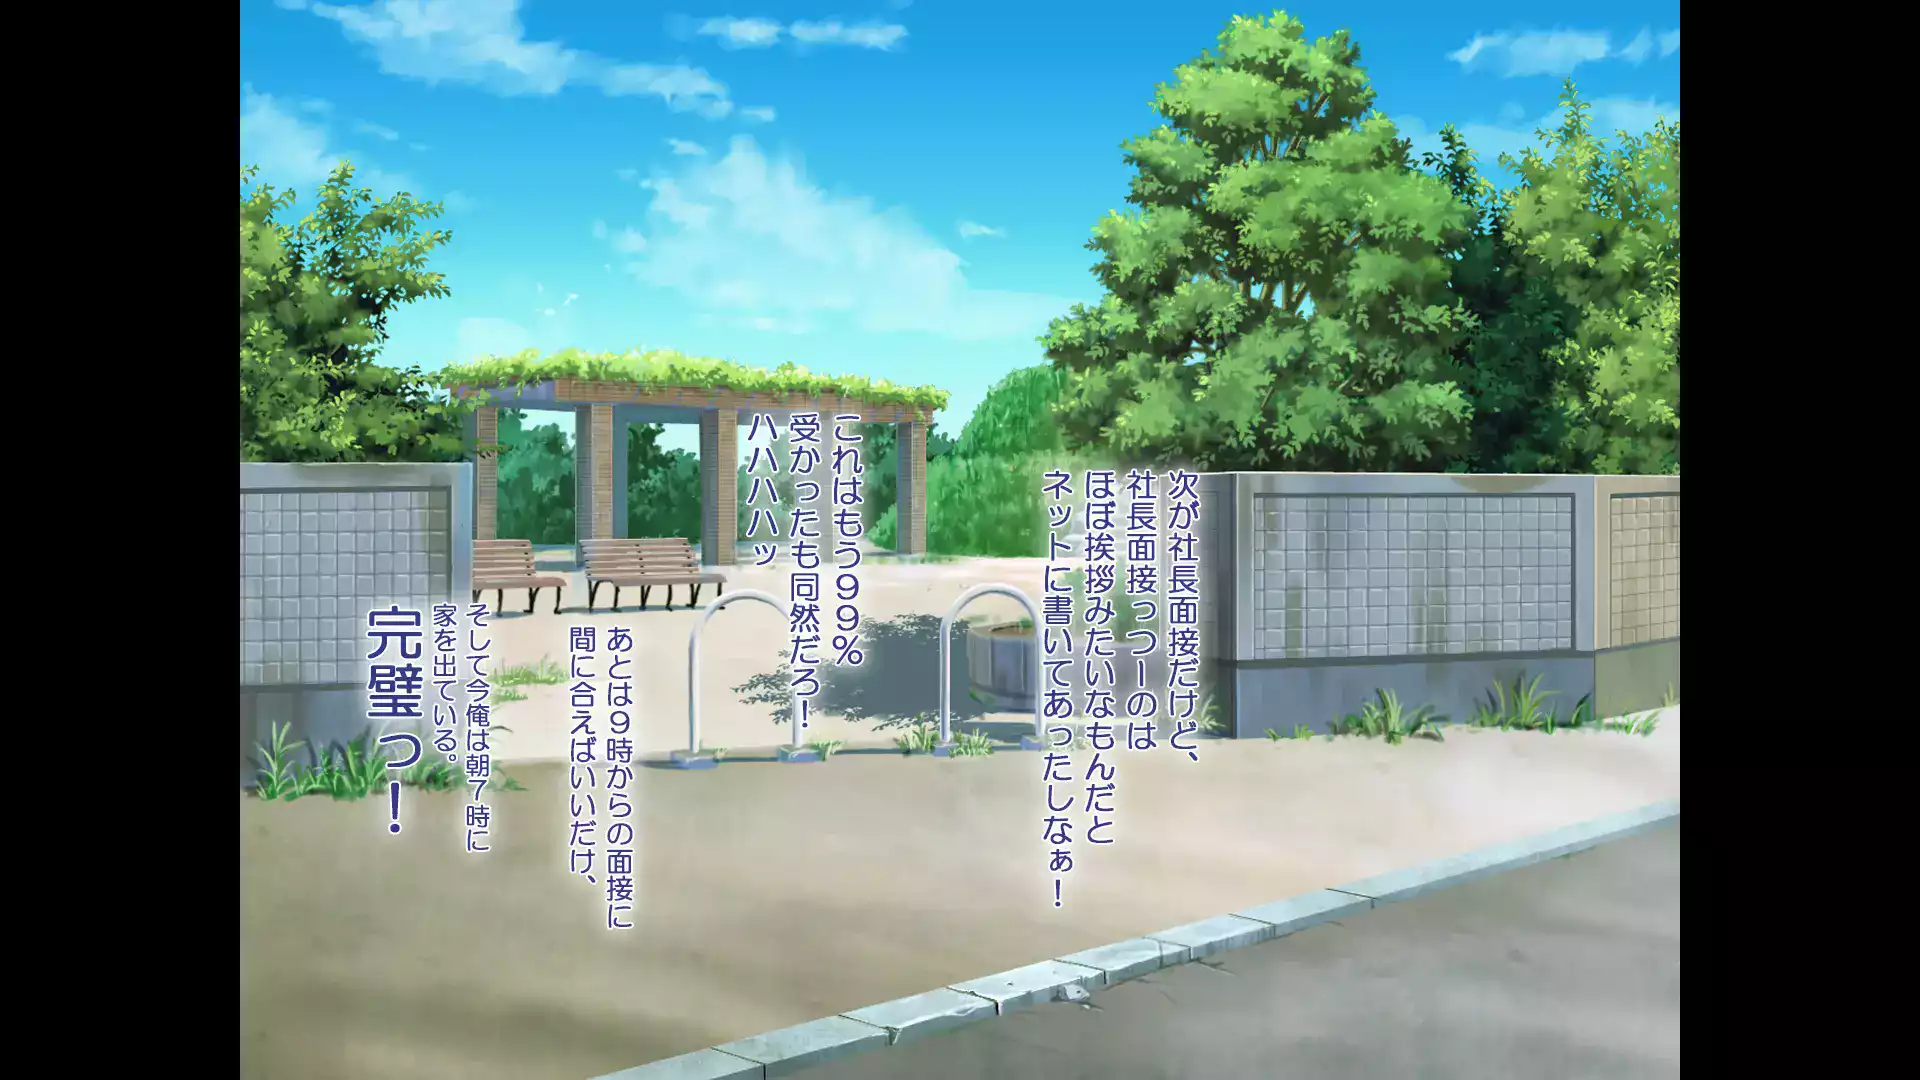 次が社長面接だけど、
社長面接っつーのは
ほぼ挨拶みたいなもんだと
ネットに書いてあったしなぁ！
これはもう９９％
受かったも同然だろ！
ハハハハッ
あとは９時からの面接に
間に合えばいいだけ、
そして今俺は朝７時に
家を出ている。
完璧っ！